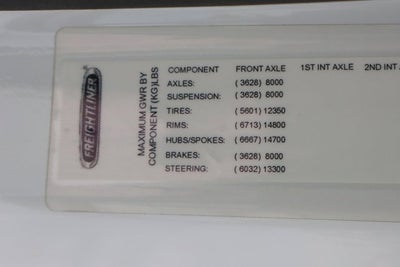 FREIGHTLINER
MAXIMUM GWR BY
COMPONENT (KG)LBS
COMPONENT FRONT AXLE 1ST INT AXLE 2ND INT
AXLES: ( 3628) 8000
SUSPENSION: ( 3628) 8000
TIRES: ( 5601) 12350
RIMS: ( 6713) 14800
HUBS/SPOKES: ( 6667) 14700
BRAKES: ( 3628) 8000
STEERING: ( 6032) 13300